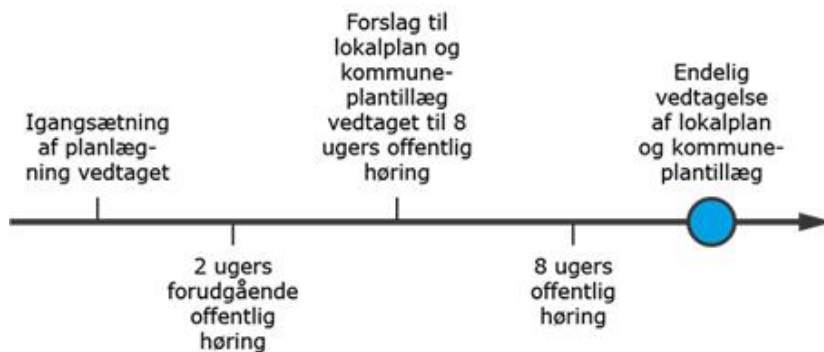 Igangsætning
af planlæg-
ning vedtaget
2 ugers
forudgående
offentlig
høring
Forslag til
lokalplan og
kommune-
plantillæg
vedtaget til 8
ugers offentlig
høring
8 ugers
offentlig
høring
Endelig
vedtagelse
af lokalplan
og kommune-
plantillæg